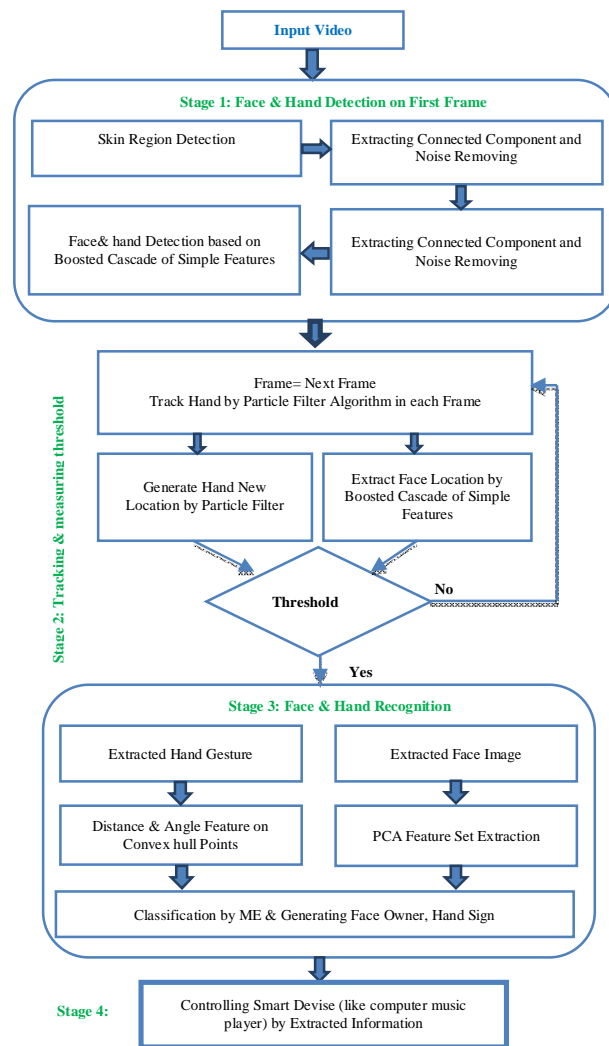 Input Video
Stage 1: Face & Hand Detection on First Frame
Skin Region Detection
Extracting Connected Component and
Noise Removing
Face& hand Detection based on
Boosted Cascade of Simple Features
Extracting Connected Component and
Noise Removing
Stage 2: Tracking & measuring threshold
Frame= Next Frame
Track Hand by Particle Filter Algorithm in each Frame
Generate Hand New
Location by Particle Filter
Extract Face Location by
Boosted Cascade of Simple
Features
Threshold
No
Yes
Stage 3: Face & Hand Recognition
Extracted Hand Gesture
Extracted Face Image
Distance & Angle Feature on
Convex hull Points
PCA Feature Set Extraction
Classification by ME & Generating Face Owner, Hand Sign
Stage 4:
Controlling Smart Devise (like computer music
player) by Extracted Information